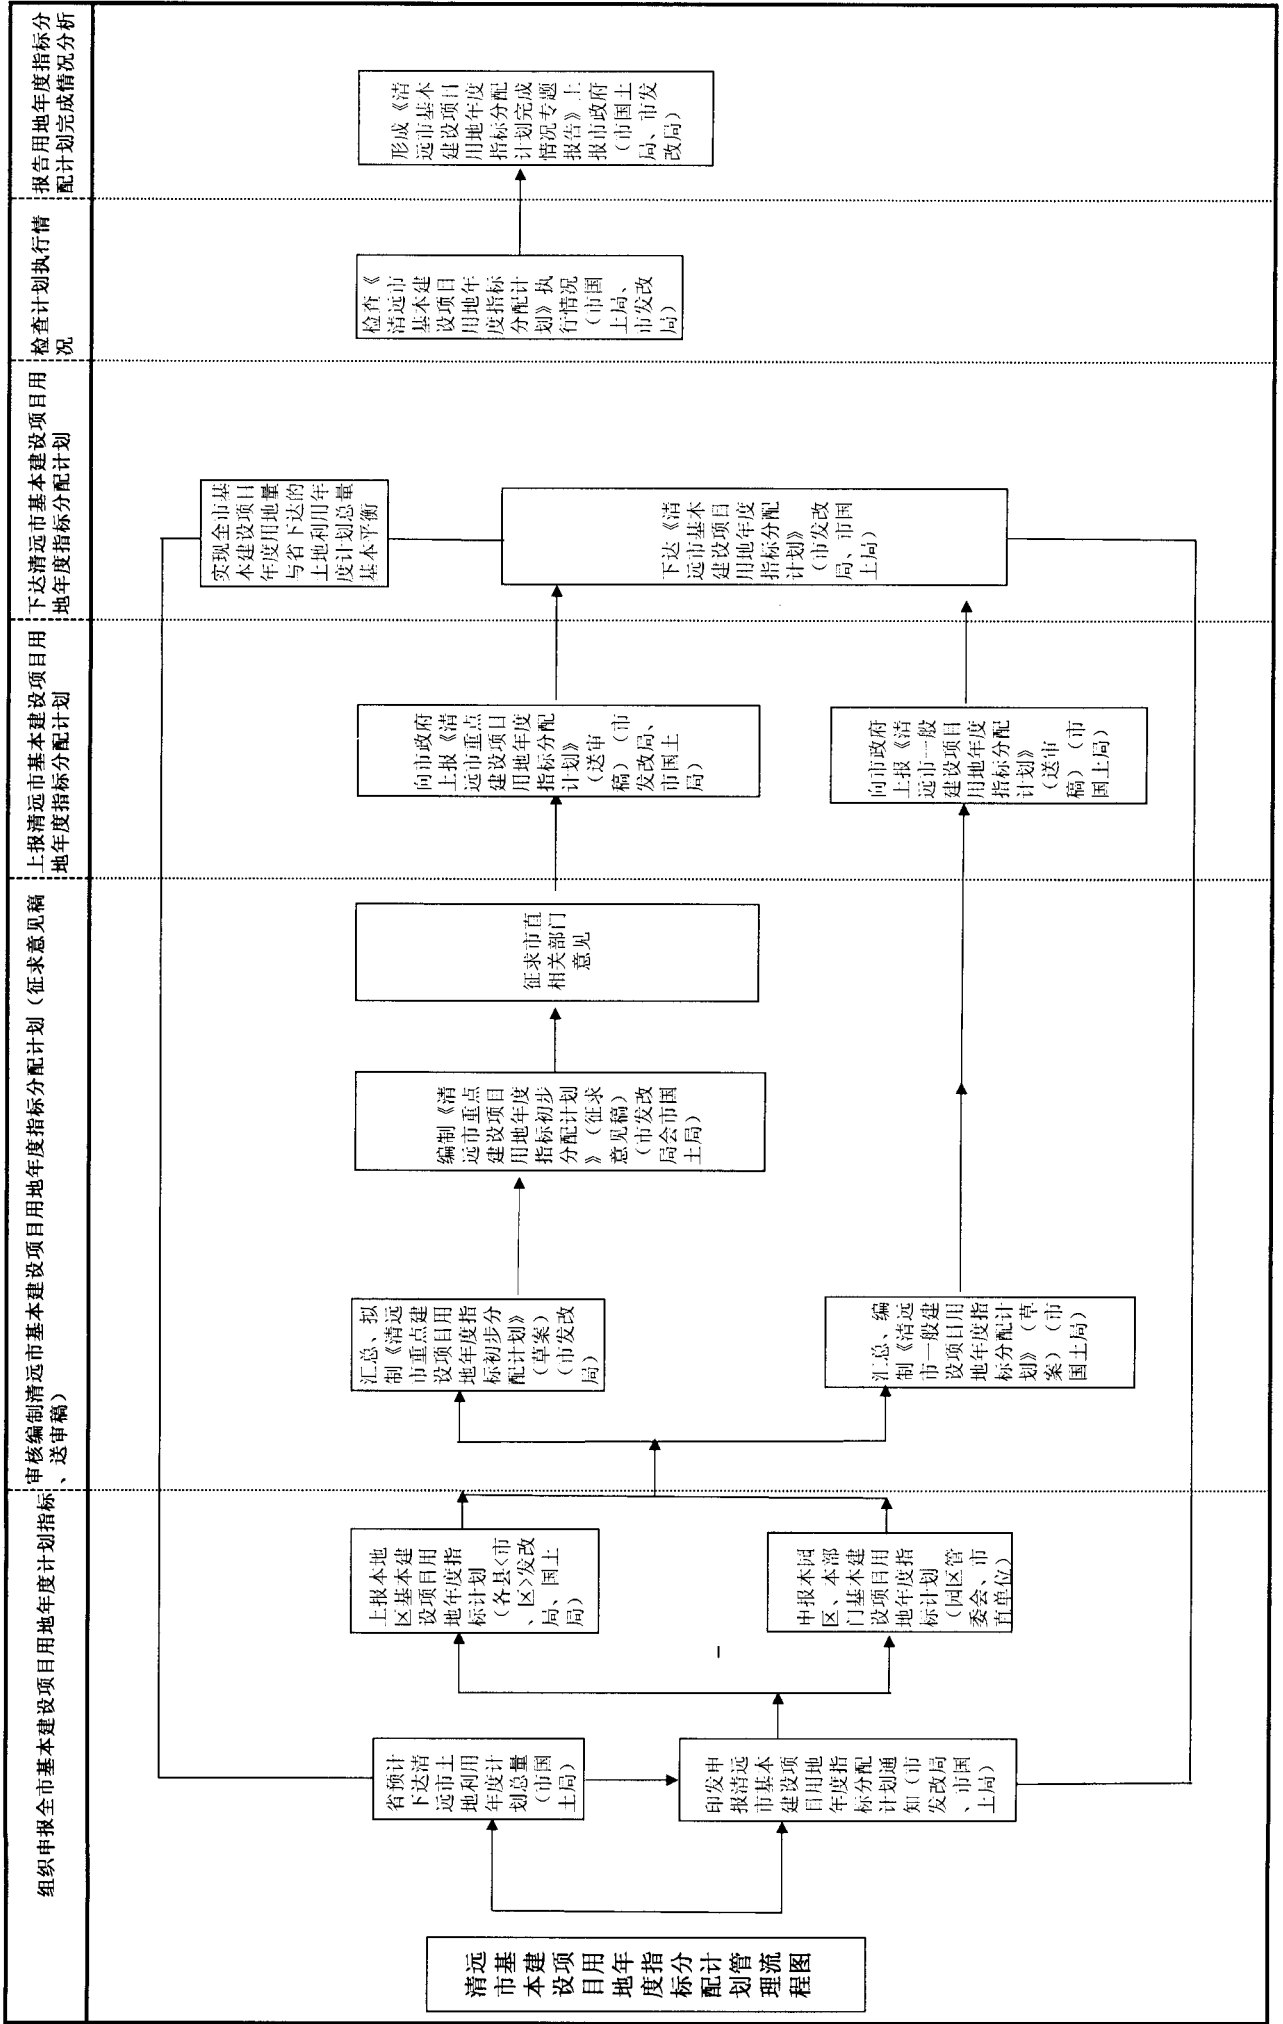 组织申报全市基本建设项目用地年度计划指标
审核编制清远市基本建设项目用地年度指标分配计划（征求意见稿
、送审稿）
上报清远市基本建设项目用
地年度指标分配计划
下达清远市基本建设项目用
地年度指标分配计划
检查计划执行情
况
报告用地年度指标分
配计划完成情况分析
清远
市基
本建
设项
目用
地年
度指
标分
配计
划管
理流
程图
省预计
下达清
远市土
地利用
年度计
划总量
（市国
土局）
印发申
报清远
市基本
建设项
目用地
年度指
标分配
计划通
知（市
发改局
、市国
土局）
上报本地
区基本建
设项目用
地年度指
标计划
（各县<市
、区>发改
局、国土
局）
申报本园
区、本部
门基本建
设项目用
地年度指
标计划
（园区管
委会、市
直单位）
汇总、拟
制《清远
市重点建
设项目用
地年度指
标初步分
配计划》
（草案）
（市发改
局）
汇总、编
制《清远
市一般建
设项目用
地年度指
标分配计
划》（草
案）（市
国土局）
编制《清
远市重点
建设项目
用地年度
指标初步
分配计划
》（征求
意见稿）
（市发改
局会市国
土局）
征求市直
相关部门
意见
向市政府
上报《清
远市重点
建设项目
用地年度
指标分配
计划》
（送审
稿）（市
发改局、
市国土
局）
向市政府
上报《清
远市一般
建设项目
用地年度
指标分配
计划》
（送审
稿）（市
国土局）
实现全市基
本建设项目
年度用地量
与省下达的
土地利用年
度计划总量
基本平衡
下达《清
远市基本
建设项目
用地年度
指标分配
计划》
（市发改
局、市国
土局）
检查《
清远市
基本建
设项目
用地年
度指标
分配计
划》执
行情况
（市国
土局、
市发改
局）
形成《清
远市基本
建设项目
用地年度
指标分配
计划完成
情况专题
报告》上
报市政府
（市国土
局、市发
改局）